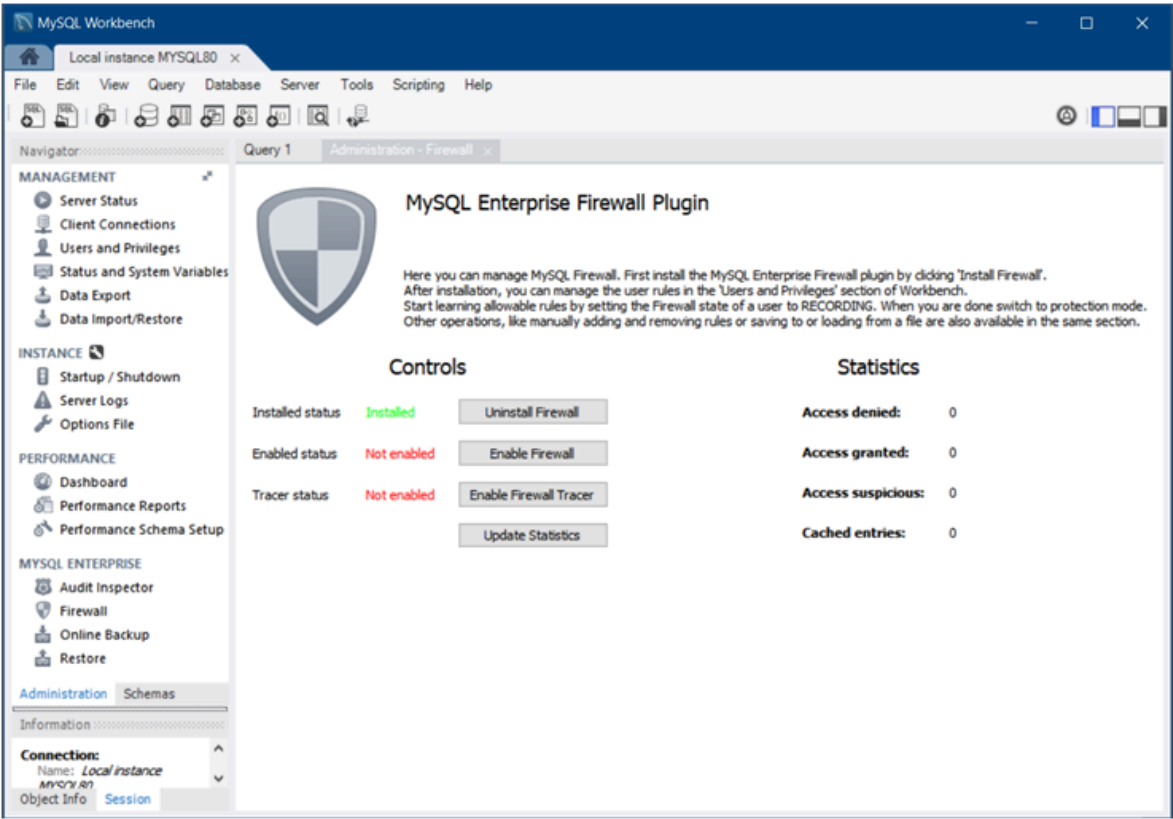 MySQL Workbench
Local instance MYSQL80
File Edit View Query Database Server Tools Scripting Help
Navigator
MANAGEMENT
Server Status
Client Connections
Users and Privileges
Status and System Variables
Data Export
Data Import/Restore
INSTANCE
Startup / Shutdown
Server Logs
Options File
PERFORMANCE
Dashboard
Performance Reports
Performance Schema Setup
MYSQL ENTERPRISE
Audit Inspector
Firewall
Online Backup
Restore
Administration Schemas
Information
Connection:
Name: Local instance
MYSQL80
Object Info Session
Query 1 Administration - Firewall
MySQL Enterprise Firewall Plugin
Here you can manage MySQL Firewall. First install the MySQL Enterprise Firewall plugin by clicking 'Install Firewall'.
After installation, you can manage the user rules in the 'Users and Privileges' section of Workbench.
Start learning allowable rules by setting the Firewall state of a user to RECORDING. When you are done switch to protection mode.
Other operations, like manually adding and removing rules or saving to or loading from a file are also available in the same section.
Controls
Installed status Installed Uninstall Firewall
Enabled status Not enabled Enable Firewall
Tracer status Not enabled Enable Firewall Tracer
Update Statistics
Statistics
Access denied: 0
Access granted: 0
Access suspicious: 0
Cached entries: 0